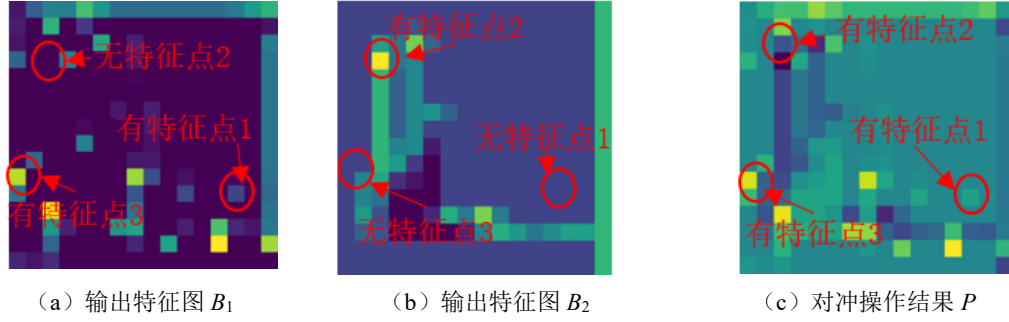 无特征点2
有特征点1
有特征点3
有特征点2
无特征点1
无特征点3
有特征点2
有特征点1
有特征点3
（a）输出特征图 B₁
（b）输出特征图 B₂
（c）对冲操作结果 P